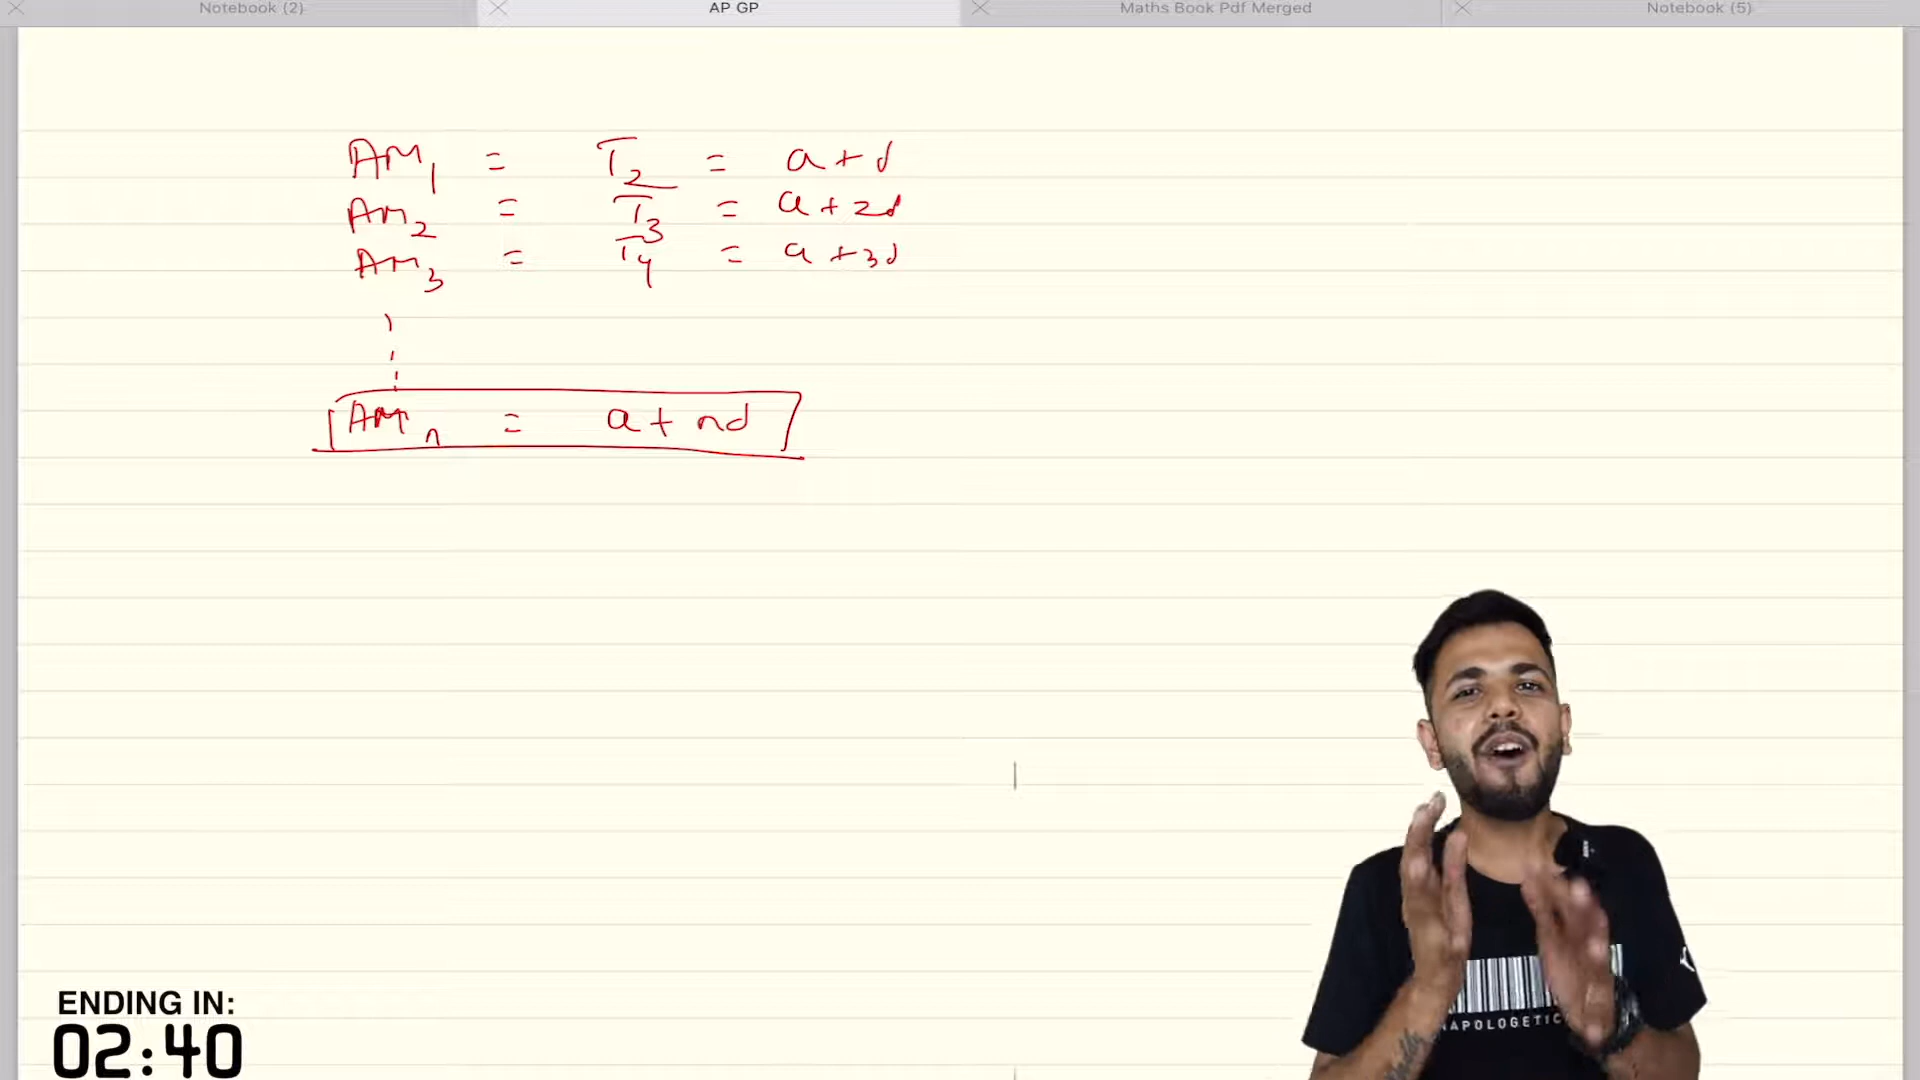 Notebook (2) AP GP Maths Book Pdf Merged Notebook (5)
AM₁ = T₂ = a + d
AM₂ = T₃ = a + 2d
AM₃ = T₄ = a + 3d
AMₙ = a + nd
NAPOLOGETIC
ENDING IN:
02:40